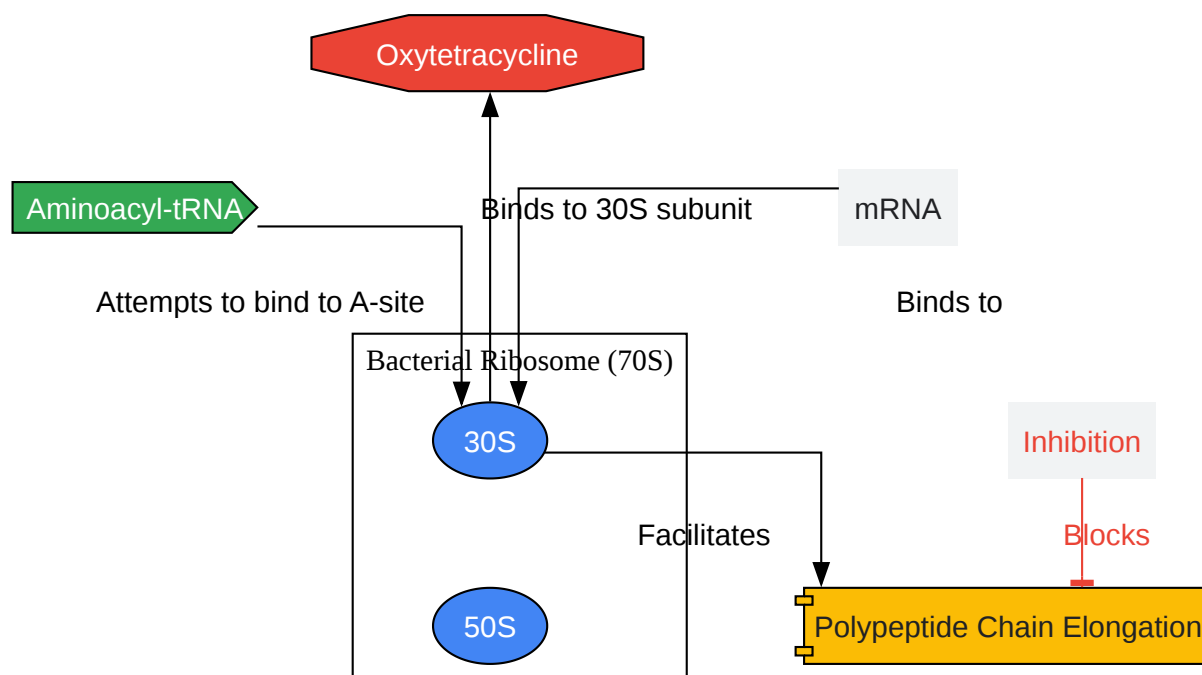 Oxytetracycline
Aminoacyl-tRNA
Binds to 30S subunit
mRNA
Attempts to bind to A-site
Binds to
Bacterial Ribosome (70S)
30S
Inhibition
Facilitates
Blocks
50S
Polypeptide Chain Elongation